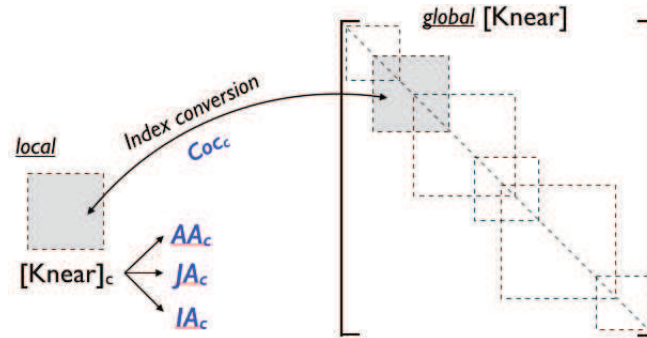 global [Knear]
Index conversion
Coc_c
local
[Knear]_c
AA_c
JA_c
IA_c